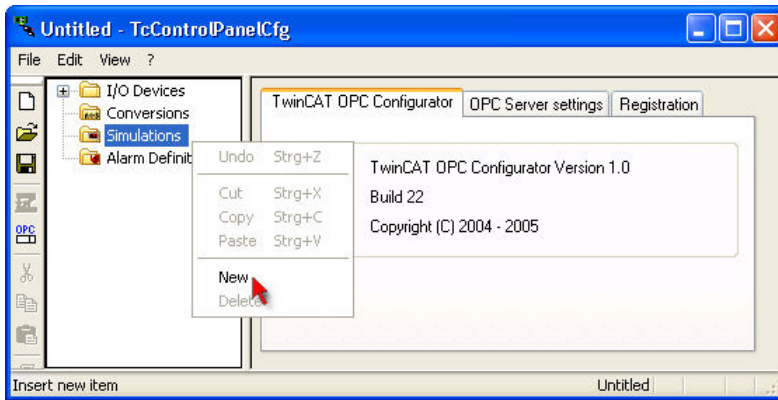 Untitled - TcControlPanelCfg
File Edit View ?
I/O Devices
Conversions
Simulations
Alarm Definit
TwinCAT OPC Configurator OPC Server settings Registration
TwinCAT OPC Configurator Version 1.0
Build 22
Copyright (C) 2004 - 2005
Undo Strg+Z
Cut Strg+X
Copy Strg+C
Paste Strg+V
New
Delete
OPC
Insert new item Untitled